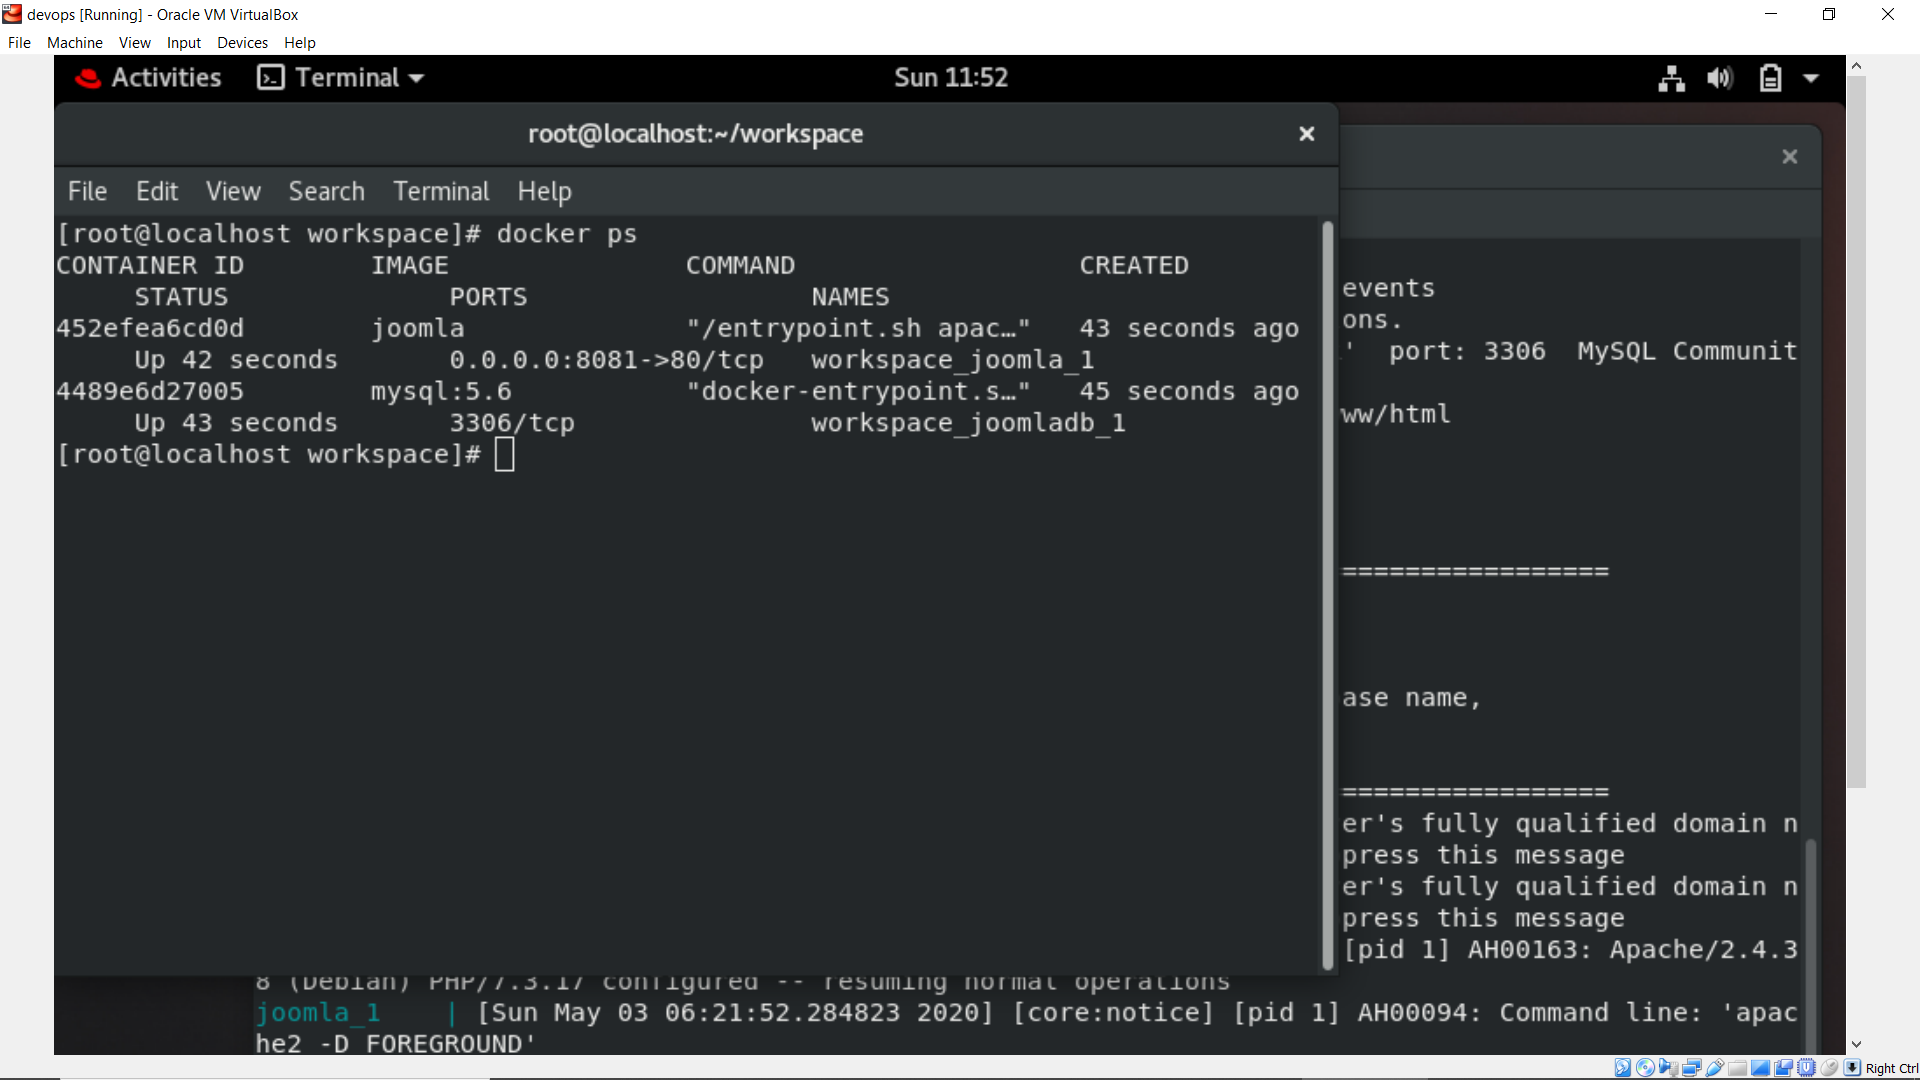 devops [Running] - Oracle VM VirtualBox
File Machine View Input Devices Help
Activities Terminal Sun 11:52
root@localhost:~/workspace
File Edit View Search Terminal Help
[root@localhost workspace]# docker ps
CONTAINER ID IMAGE COMMAND CREATED
STATUS PORTS NAMES
452efea6cd0d joomla "/entrypoint.sh apac…" 43 seconds ago
Up 42 seconds 0.0.0.0:8081->80/tcp workspace_joomla_1
4489e6d27005 mysql:5.6 "docker-entrypoint.s…" 45 seconds ago
Up 43 seconds 3306/tcp workspace_joomladb_1
[root@localhost workspace]#
events
ons.
' port: 3306 MySQL Communit
ww/html
=================
ase name,
=================
er's fully qualified domain n
press this message
er's fully qualified domain n
press this message
[pid 1] AH00163: Apache/2.4.3
8 (Debian) PHP/7.3.17 configured -- resuming normal operations
joomla_1 | [Sun May 03 06:21:52.284823 2020] [core:notice] [pid 1] AH00094: Command line: 'apac
he2 -D FOREGROUND'
Right Ctrl